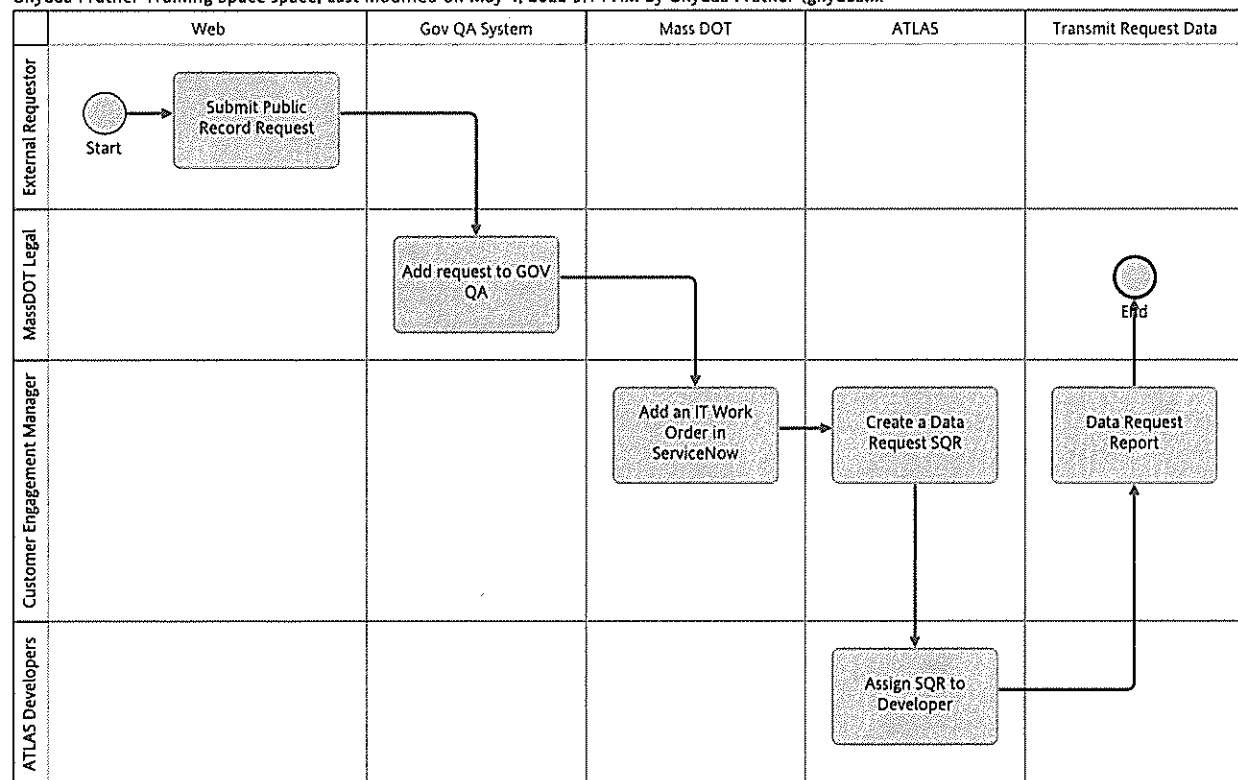 Web
Gov QA System
Mass DOT
ATLAS
Transmit Request Data
External Requestor
Start
Submit Public
Record Request
MassDOT Legal
Add request to GOV
QA
End
Customer Engagement Manager
Add an IT Work
Order in
ServiceNow
Create a Data
Request SQR
Data Request
Report
ATLAS Developers
Assign SQR to
Developer